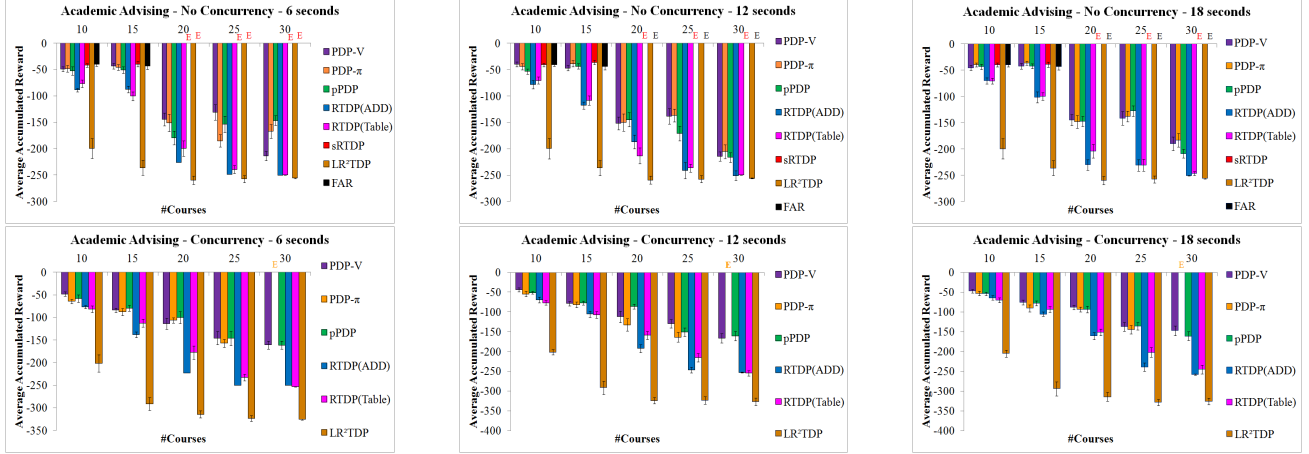 Academic Advising - No Concurrency - 6 seconds
10 15 20 25 30
E E E E E
0
-50
-100
-150
-200
-250
-300
Average Accumulated Reward
#Courses
PDP-V
PDP-π
pPDP
RTDP(ADD)
RTDP(Table)
sRTDP
LR²TDP
FAR
Academic Advising - No Concurrency - 12 seconds
10 15 20 25 30
E E E E E E
0
-50
-100
-150
-200
-250
-300
Average Accumulated Reward
#Courses
PDP-V
PDP-π
pPDP
RTDP(ADD)
RTDP(Table)
sRTDP
LR²TDP
FAR
Academic Advising - No Concurrency - 18 seconds
10 15 20 25 30
E E E E E E
0
-50
-100
-150
-200
-250
-300
Average Accumulated Reward
#Courses
PDP-V
PDP-π
pPDP
RTDP(ADD)
RTDP(Table)
sRTDP
LR²TDP
FAR
Academic Advising - Concurrency - 6 seconds
10 15 20 25 30
E
0
-50
-100
-150
-200
-250
-300
-350
Average Accumulated Reward
#Courses
PDP-V
PDP-π
pPDP
RTDP(ADD)
RTDP(Table)
LR²TDP
Academic Advising - Concurrency - 12 seconds
10 15 20 25 30
E
0
-50
-100
-150
-200
-250
-300
-350
-400
Average Accumulated Reward
#Courses
PDP-V
PDP-π
pPDP
RTDP(ADD)
RTDP(Table)
LR²TDP
Academic Advising - Concurrency - 18 seconds
10 15 20 25 30
E
0
-50
-100
-150
-200
-250
-300
-350
-400
Average Accumulated Reward
#Courses
PDP-V
PDP-π
pPDP
RTDP(ADD)
RTDP(Table)
LR²TDP